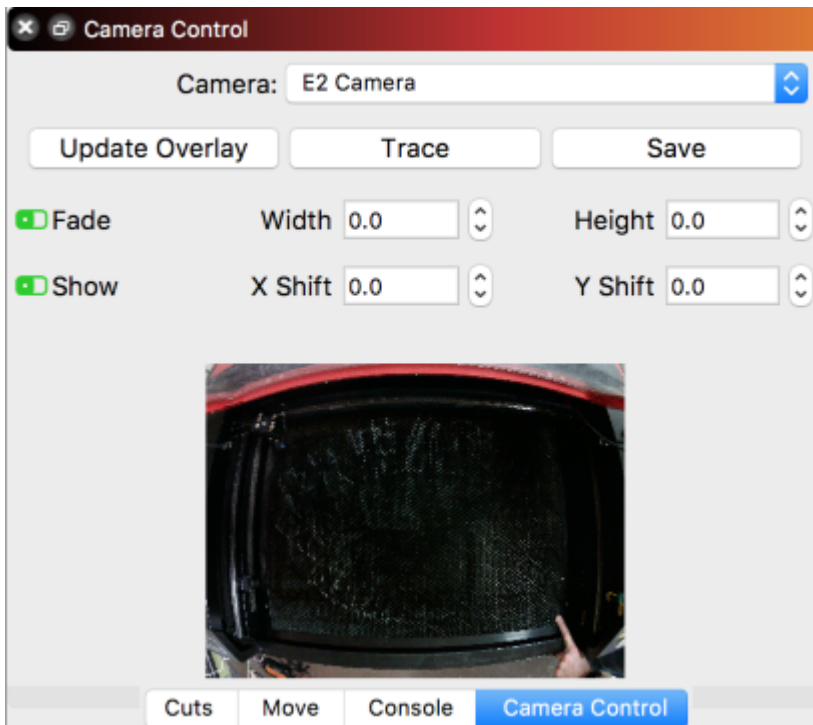 Camera Control
Camera: E2 Camera
Update Overlay Trace Save
Fade Width 0.0 Height 0.0
Show X Shift 0.0 Y Shift 0.0
Cuts Move Console Camera Control